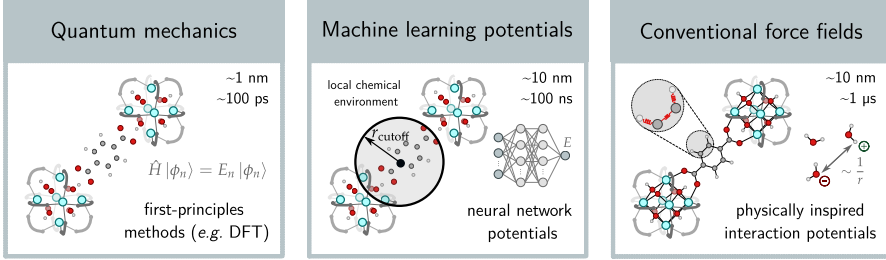 Quantum mechanics
~1 nm
~100 ps
Ĥ |ϕₙ⟩ = Eₙ |ϕₙ⟩
first-principles
methods (e.g. DFT)
Machine learning potentials
local chemical
environment
~10 nm
~100 ns
r_cutoff
E
neural network
potentials
Conventional force fields
~10 nm
~1 μs
+
−
~ 1/r
physically inspired
interaction potentials